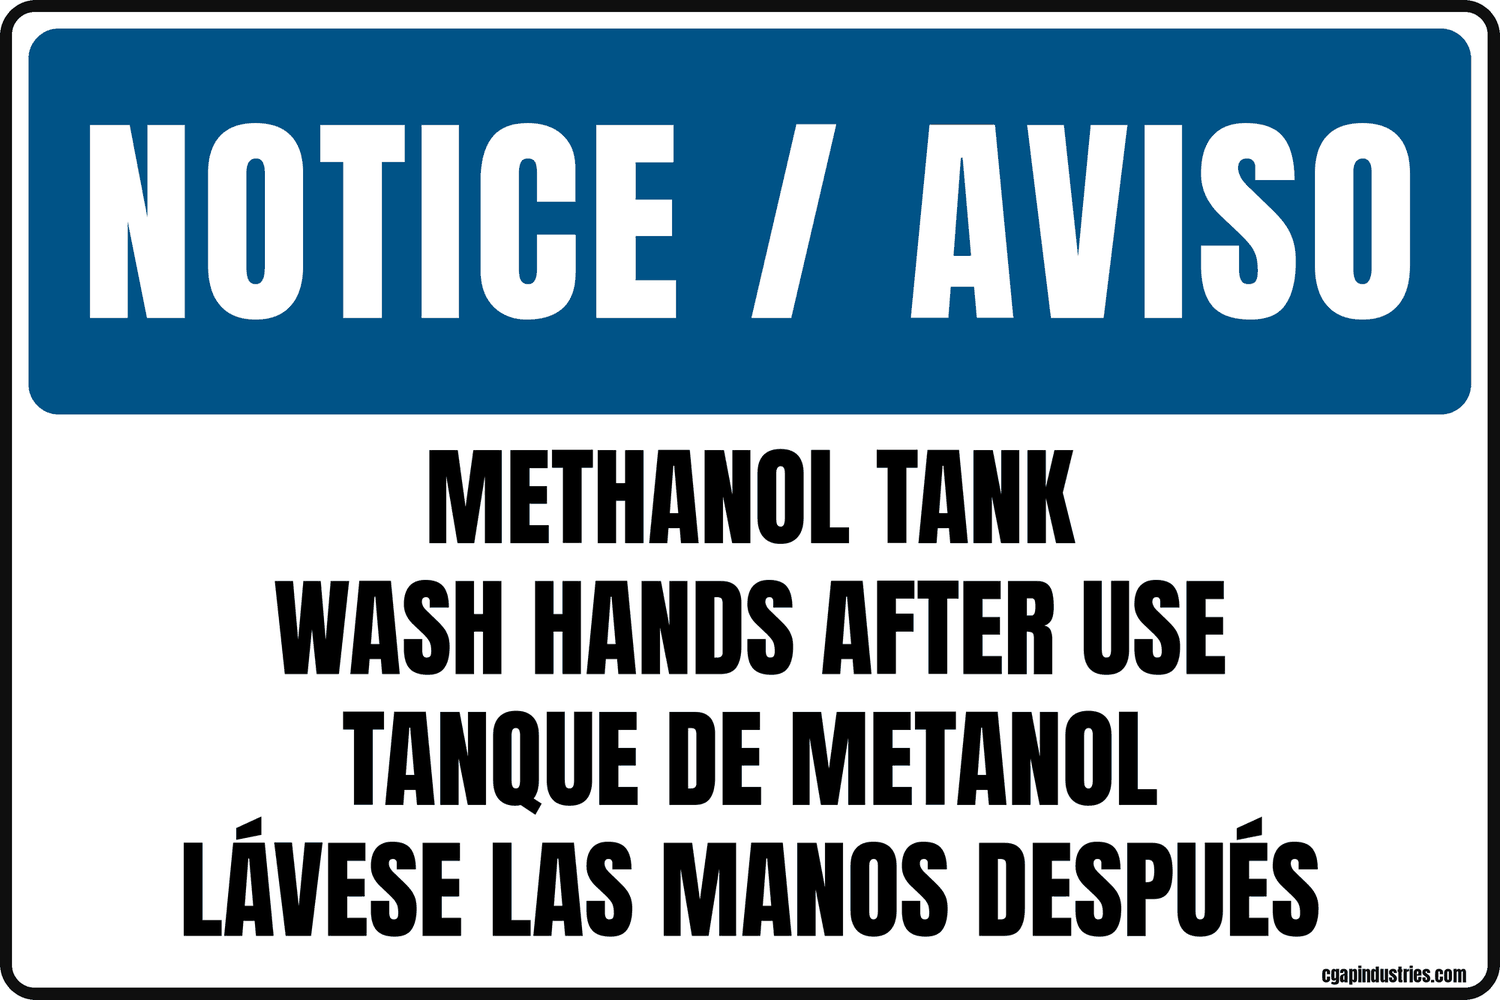 NOTICE / AVISO
METHANOL TANK
WASH HANDS AFTER USE
TANQUE DE METANOL
LÁVESE LAS MANOS DESPUÉS
cgapindustries.com